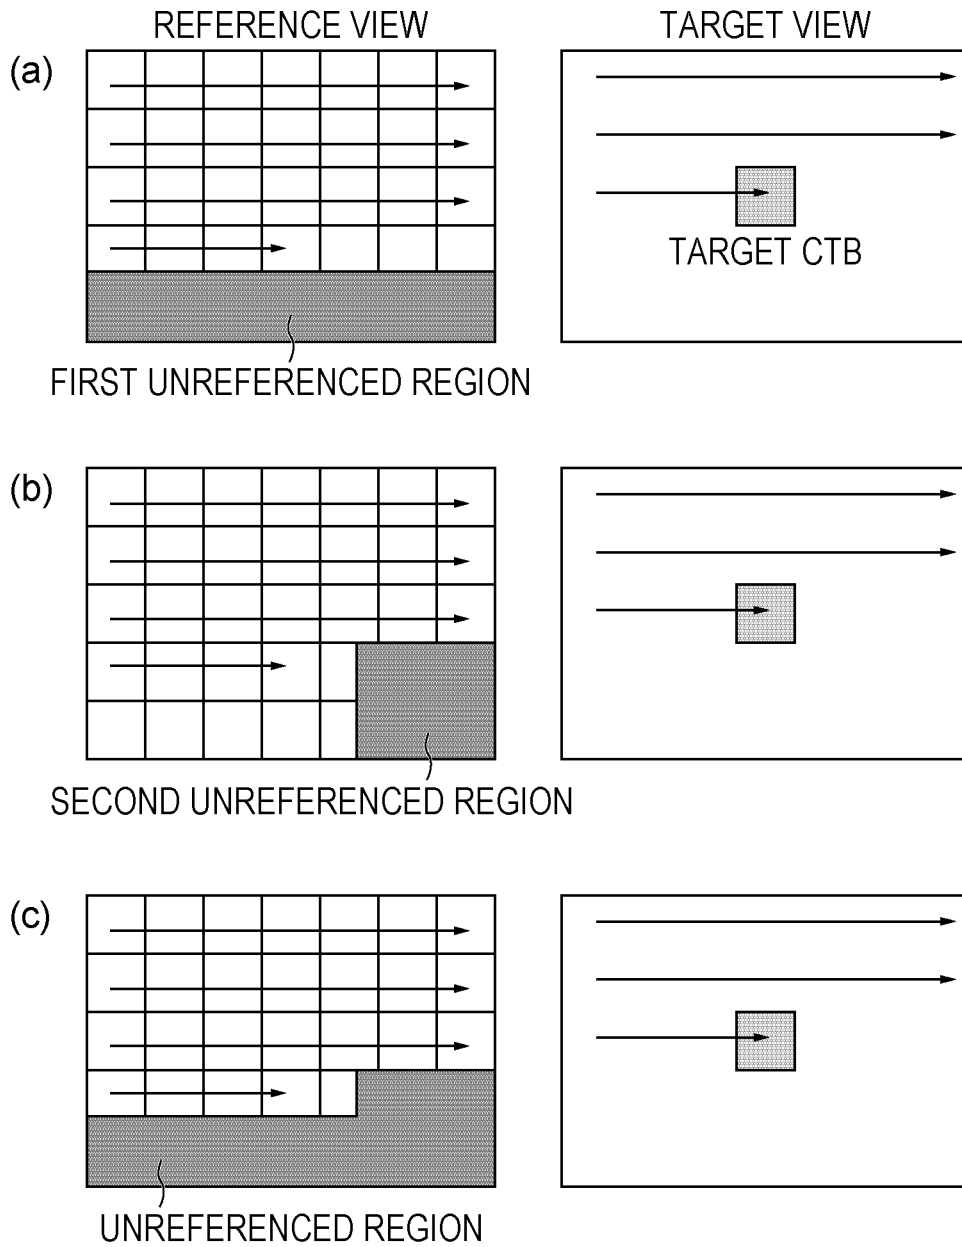 REFERENCE VIEW
TARGET VIEW
(a)
TARGET CTB
FIRST UNREFERENCED REGION
(b)
SECOND UNREFERENCED REGION
(c)
UNREFERENCED REGION